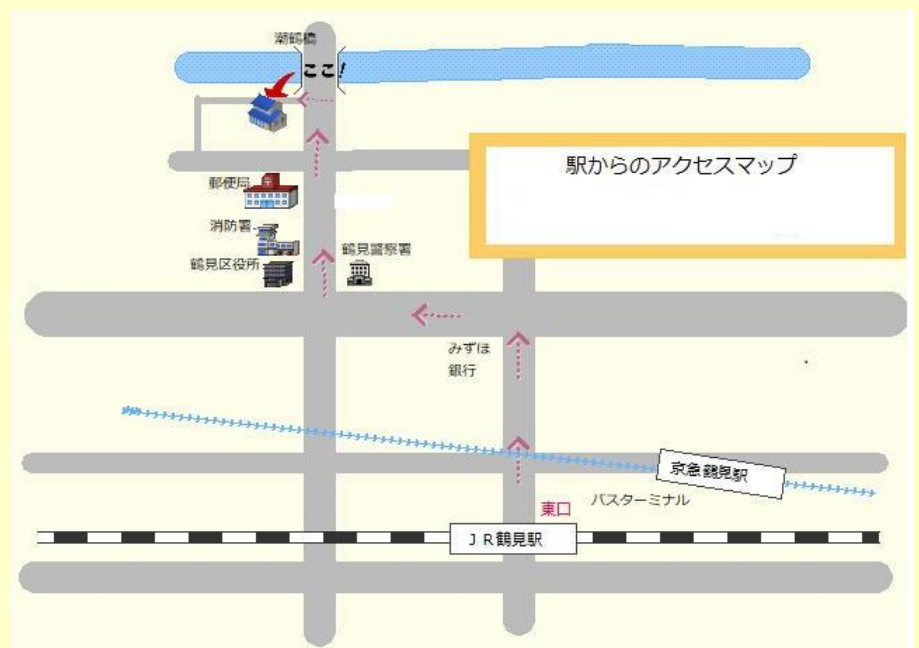 潮鶴橋
ここ!
駅からのアクセスマップ
郵便局
消防署
鶴見区役所
鶴見警察署
みずほ
銀行
京急鶴見駅
バスターミナル
東口
JR鶴見駅